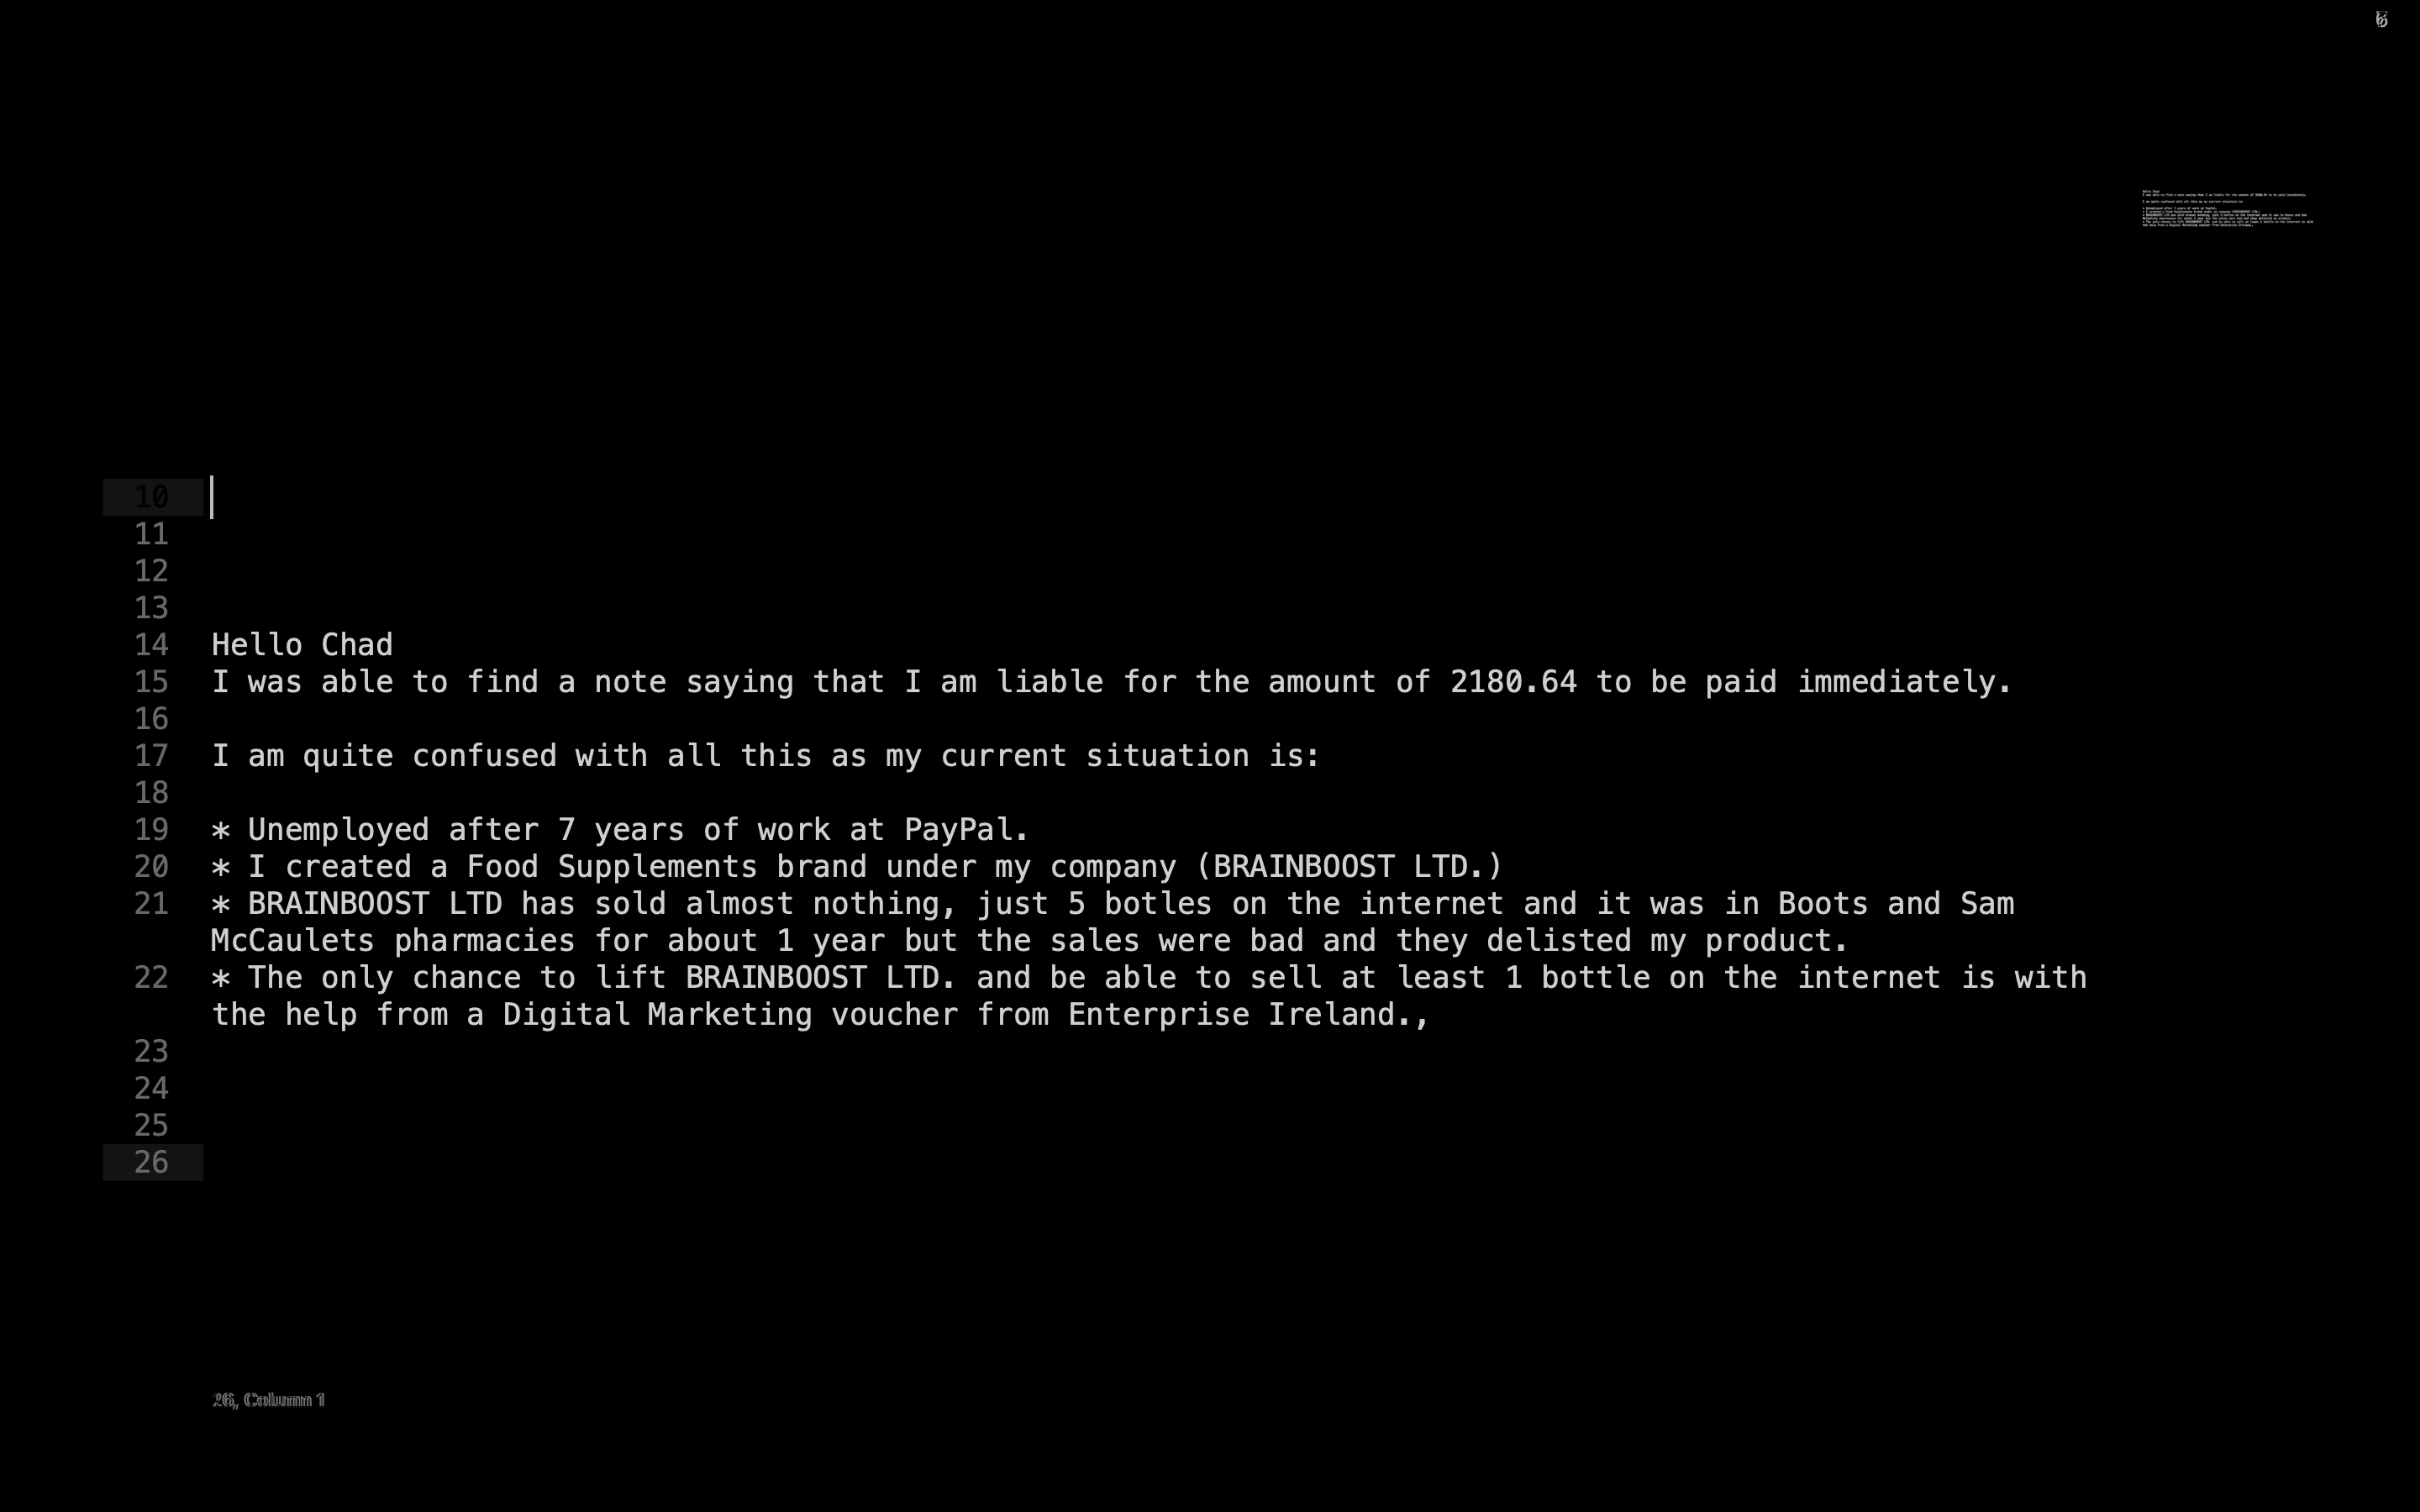 10
11
12
13
14 Hello Chad
15 I was able to find a note saying that I am liable for the amount of 2180.64 to be paid immediately.
16
17 I am quite confused with all this as my current situation is:
18
19 * Unemployed after 7 years of work at PayPal.
20 * I created a Food Supplements brand under my company (BRAINBOOST LTD.)
21 * BRAINBOOST LTD has sold almost nothing, just 5 botles on the internet and it was in Boots and Sam
McCaulets pharmacies for about 1 year but the sales were bad and they delisted my product.
22 * The only chance to lift BRAINBOOST LTD. and be able to sell at least 1 bottle on the internet is with
the help from a Digital Marketing voucher from Enterprise Ireland.,
23
24
25
26
Column 1